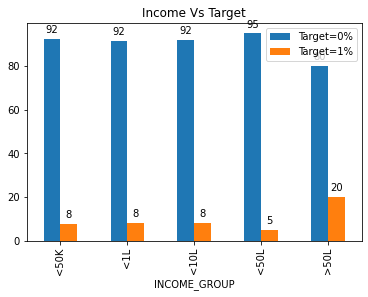 Income Vs Target
92
92
92
95
Target=0%
Target=1%
8
8
8
5
20
80
60
40
20
0
<50K
<1L
<10L
<50L
>50L
INCOME_GROUP